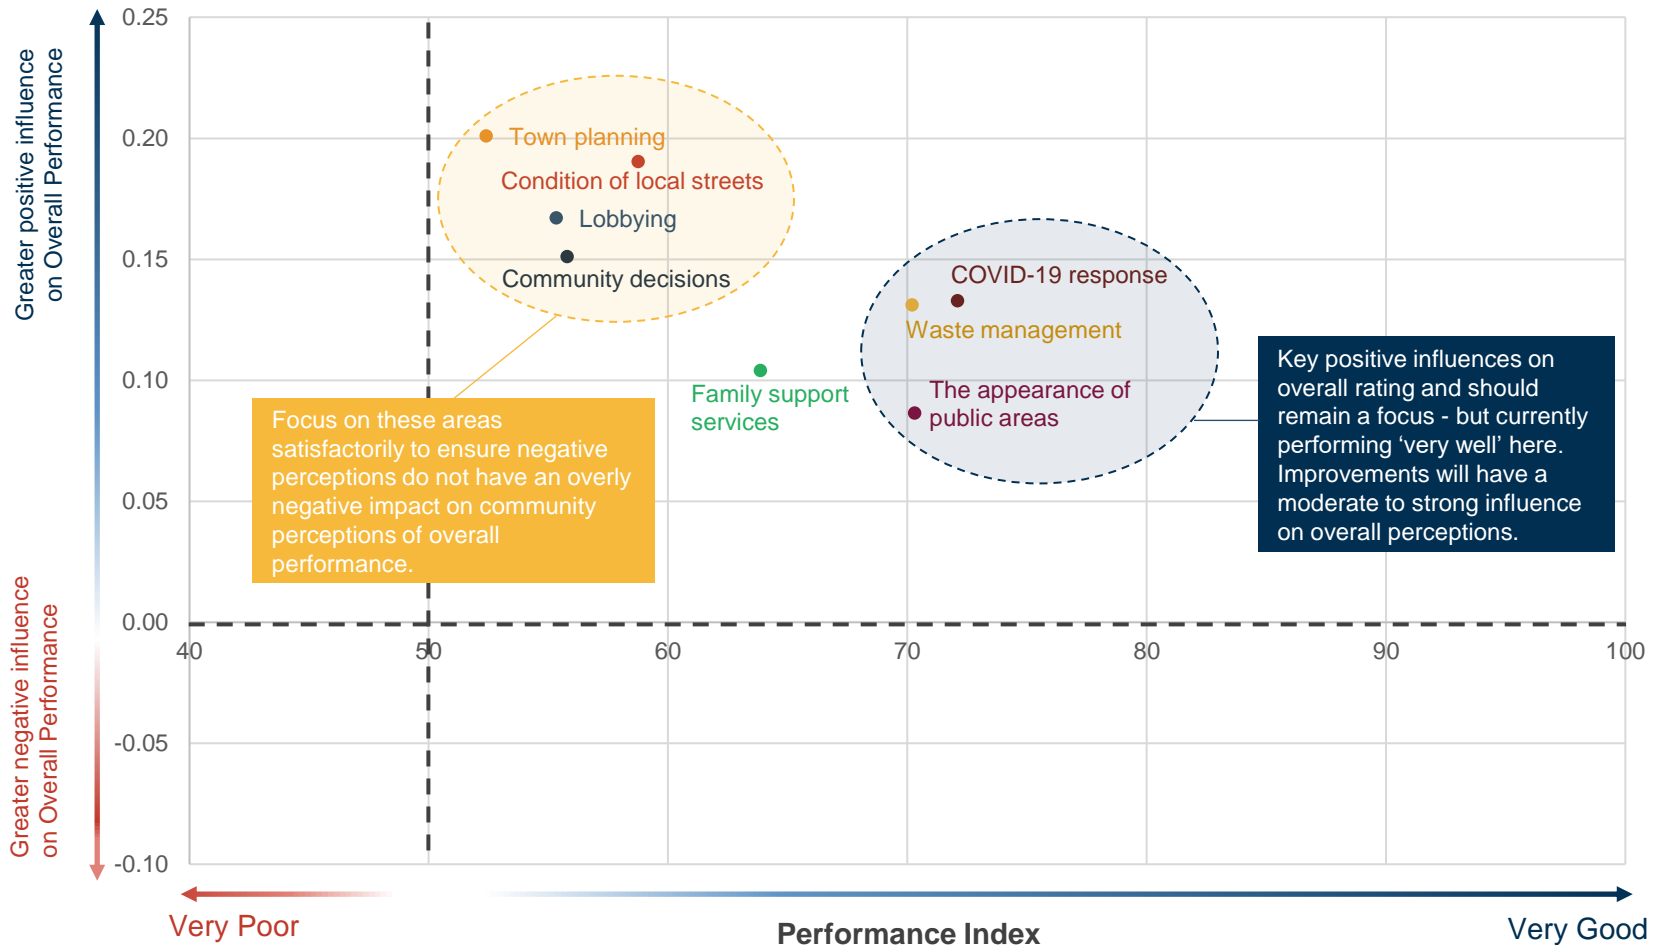 Greater positive influence
on Overall Performance
Greater negative influence
on Overall Performance
0.25
0.20
0.15
0.10
0.05
0.00
-0.05
-0.10
40
50
60
70
80
90
100
Town planning
Condition of local streets
Lobbying
Community decisions
COVID-19 response
Waste management
Family support
services
The appearance of
public areas
Focus on these areas
satisfactorily to ensure negative
perceptions do not have an overly
negative impact on community
perceptions of overall
performance.
Key positive influences on
overall rating and should
remain a focus - but currently
performing ‘very well’ here.
Improvements will have a
moderate to strong influence
on overall perceptions.
Very Poor
Performance Index
Very Good